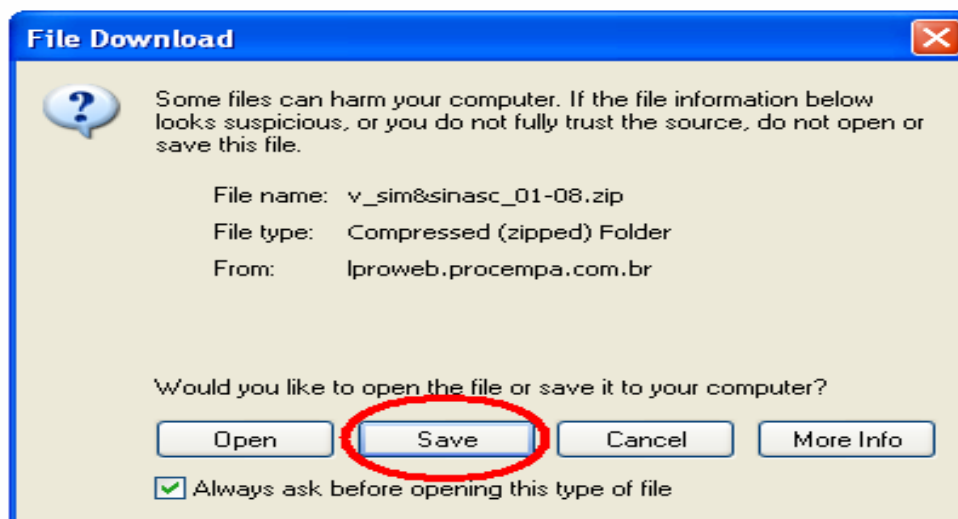 File Download
Some files can harm your computer. If the file information below
looks suspicious, or you do not fully trust the source, do not open or
save this file.
File name: v_sim&sinasc_01-08.zip
File type: Compressed (zipped) Folder
From: lproweb.procempa.com.br
Would you like to open the file or save it to your computer?
Open Save Cancel More Info
Always ask before opening this type of file